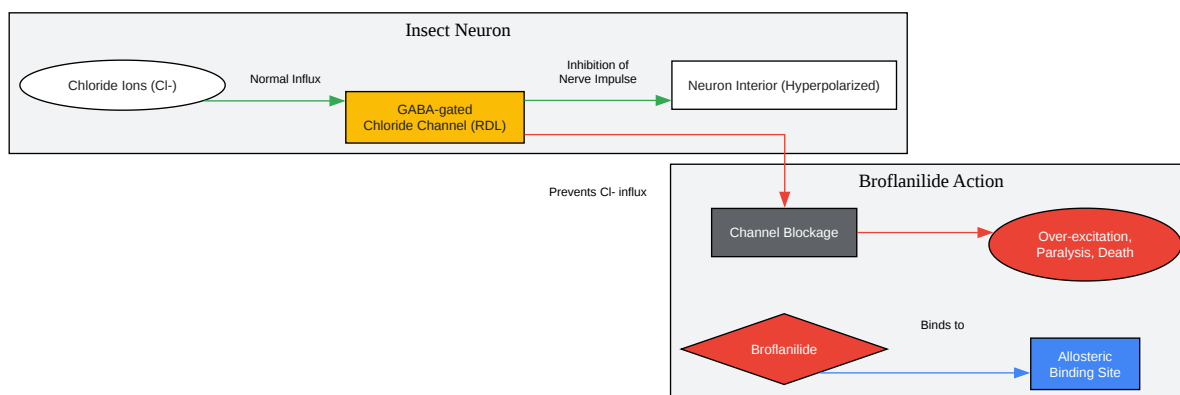 Insect Neuron
Chloride Ions (Cl-)
Normal Influx
GABA-gated
Chloride Channel (RDL)
Inhibition of
Nerve Impulse
Neuron Interior (Hyperpolarized)
Prevents Cl- influx
Broflanilide Action
Channel Blockage
Over-excitation,
Paralysis, Death
Broflanilide
Binds to
Allosteric
Binding Site